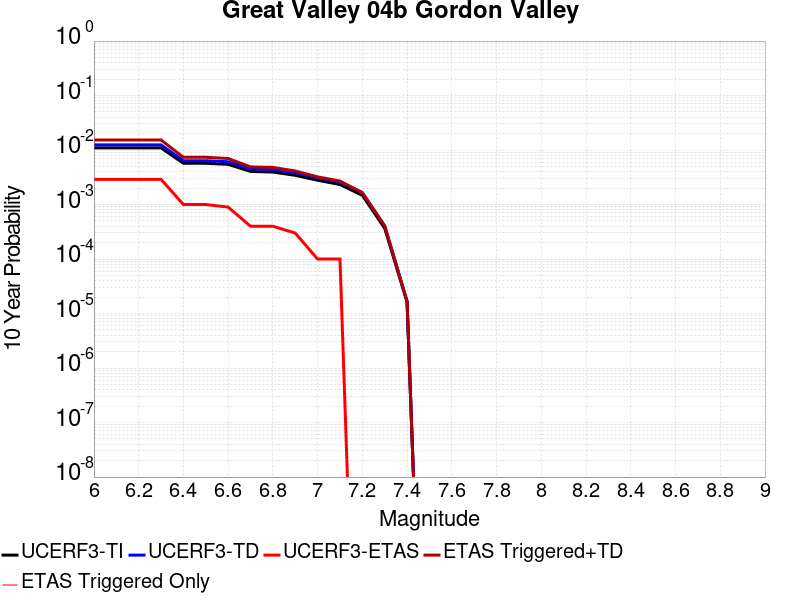 Great Valley 04b Gordon Valley
10 Year Probability
10^0
10^-1
10^-2
10^-3
10^-4
10^-5
10^-6
10^-7
10^-8
6 6.2 6.4 6.6 6.8 7 7.2 7.4 7.6 7.8 8 8.2 8.4 8.6 8.8 9
Magnitude
UCERF3-TI UCERF3-TD UCERF3-ETAS ETAS Triggered+TD
ETAS Triggered Only